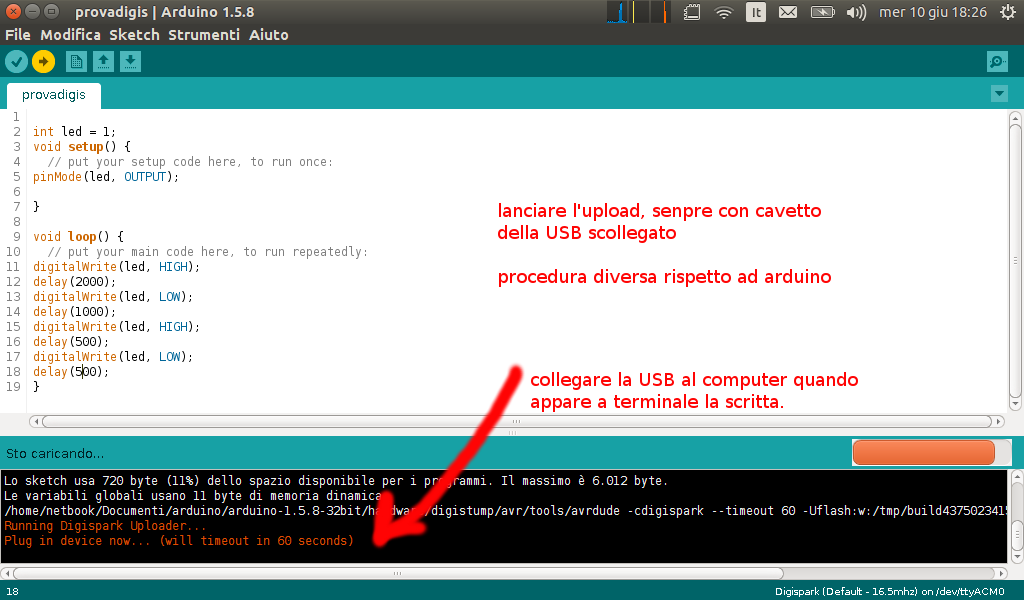 provadigis | Arduino 1.5.8
It
mer 10 giu 18:26
File Modifica Sketch Strumenti Aiuto
provadigis
1
2 int led = 1;
3 void setup() {
4 // put your setup code here, to run once:
5 pinMode(led, OUTPUT);
6
7 }
8
9 void loop() {
10 // put your main code here, to run repeatedly:
11 digitalWrite(led, HIGH);
12 delay(2000);
13 digitalWrite(led, LOW);
14 delay(1000);
15 digitalWrite(led, HIGH);
16 delay(500);
17 digitalWrite(led, LOW);
18 delay(500);
19 }
lanciare l'upload, senpre con cavetto
della USB scollegato
procedura diversa rispetto ad arduino
collegare la USB al computer quando
appare a terminale la scritta.
Sto caricando...
Lo sketch usa 720 byte (11%) dello spazio disponibile per i programmi. Il massimo è 6.012 byte.
Le variabili globali usano 11 byte di memoria dinamica
/home/netbook/Documenti/arduino/arduino-1.5.8-32bit/hardware/digistump/avr/tools/avrdude -cdigispark --timeout 60 -Uflash:w:/tmp/build437502341
Running Digispark Uploader...
Plug in device now... (will timeout in 60 seconds)
18
Digispark (Default - 16.5mhz) on /dev/ttyACM0